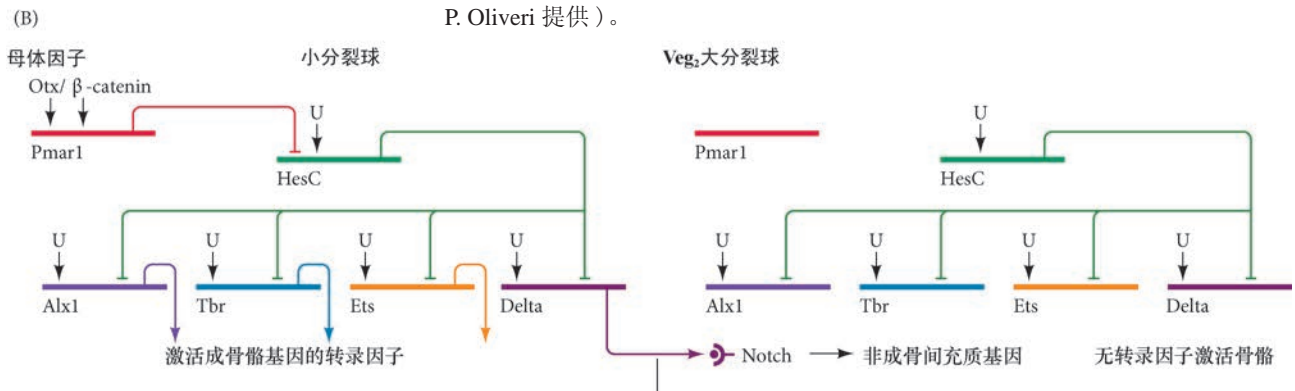 (B)
P. Oliveri 提供）。
母体因子
小分裂球
Veg₂大分裂球
Otx/ β-catenin
U
U
Pmar1
Pmar1
HesC
HesC
U U U U U U U U
Alx1 Tbr Ets Delta Alx1 Tbr Ets Delta
激活成骨骼基因的转录因子
Notch
非成骨间充质基因
无转录因子激活骨骼